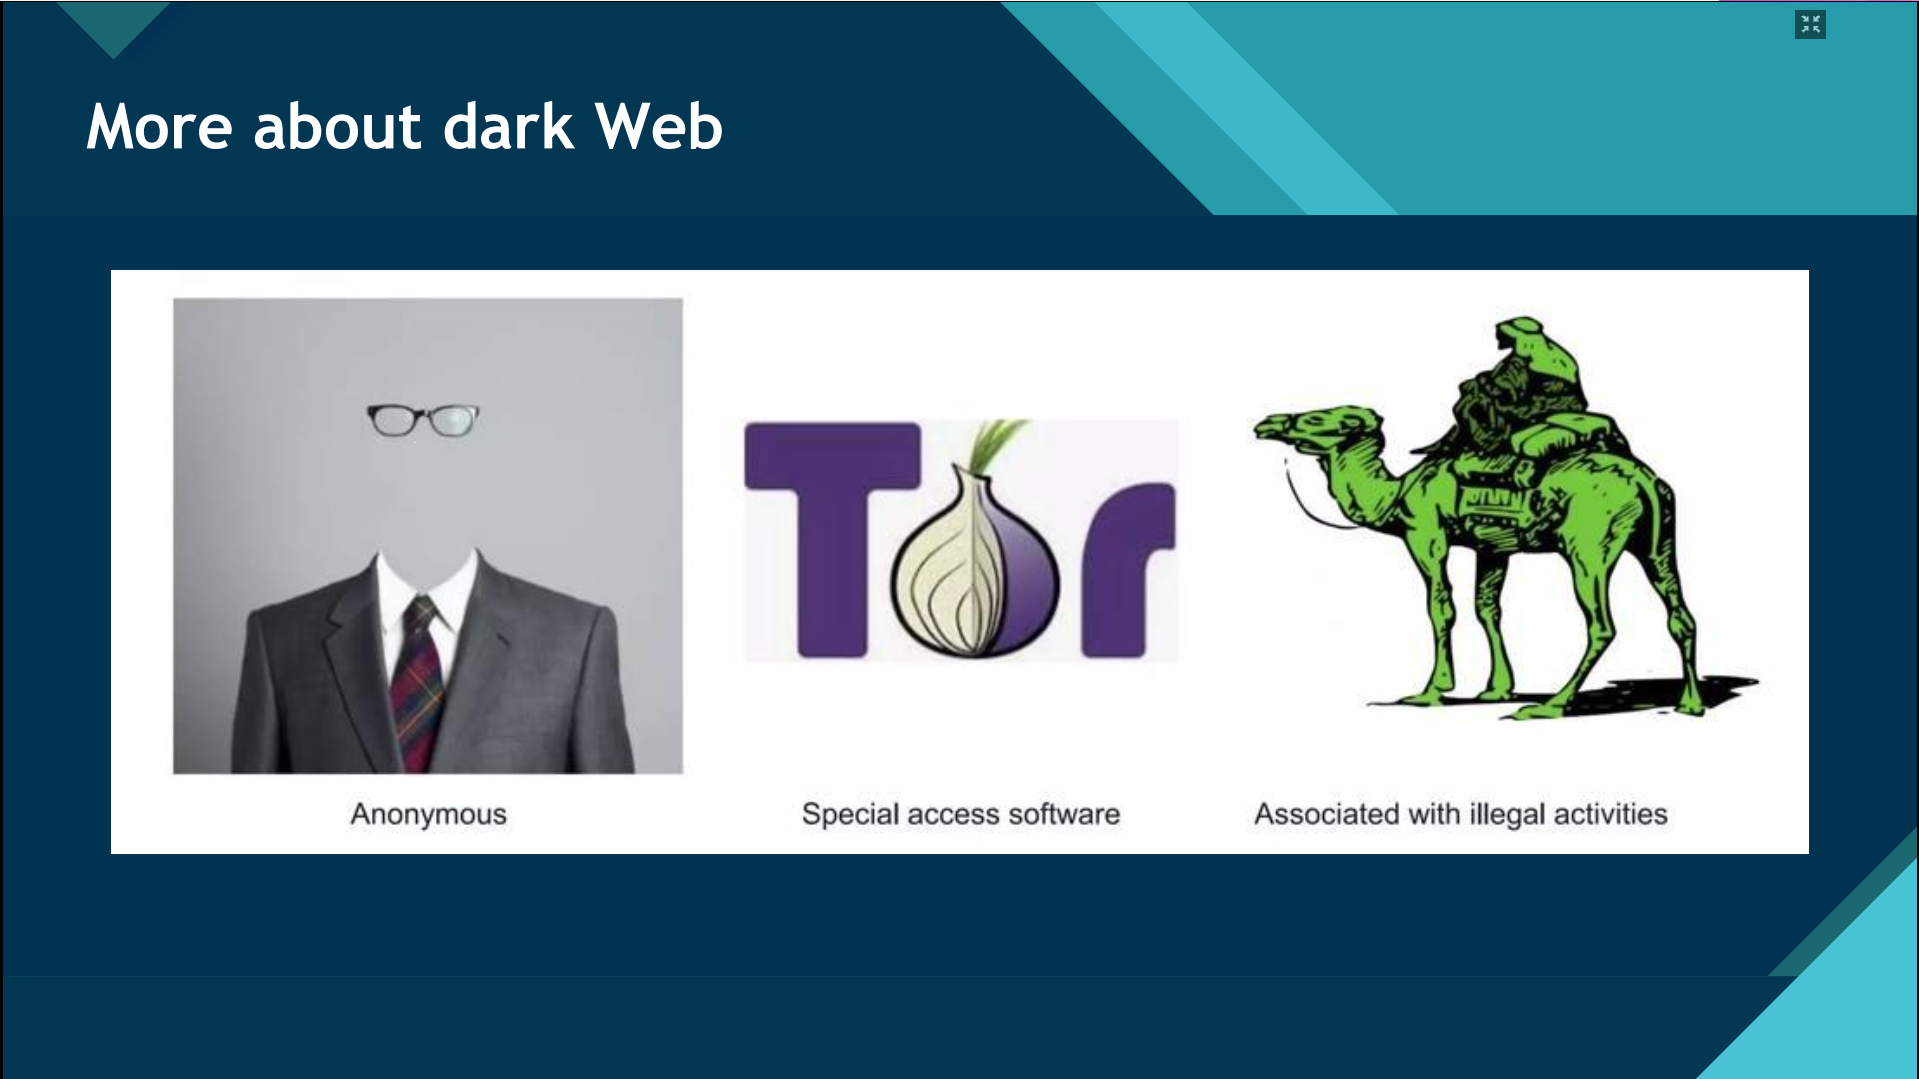 More about dark Web
Tor
Anonymous
Special access software
Associated with illegal activities